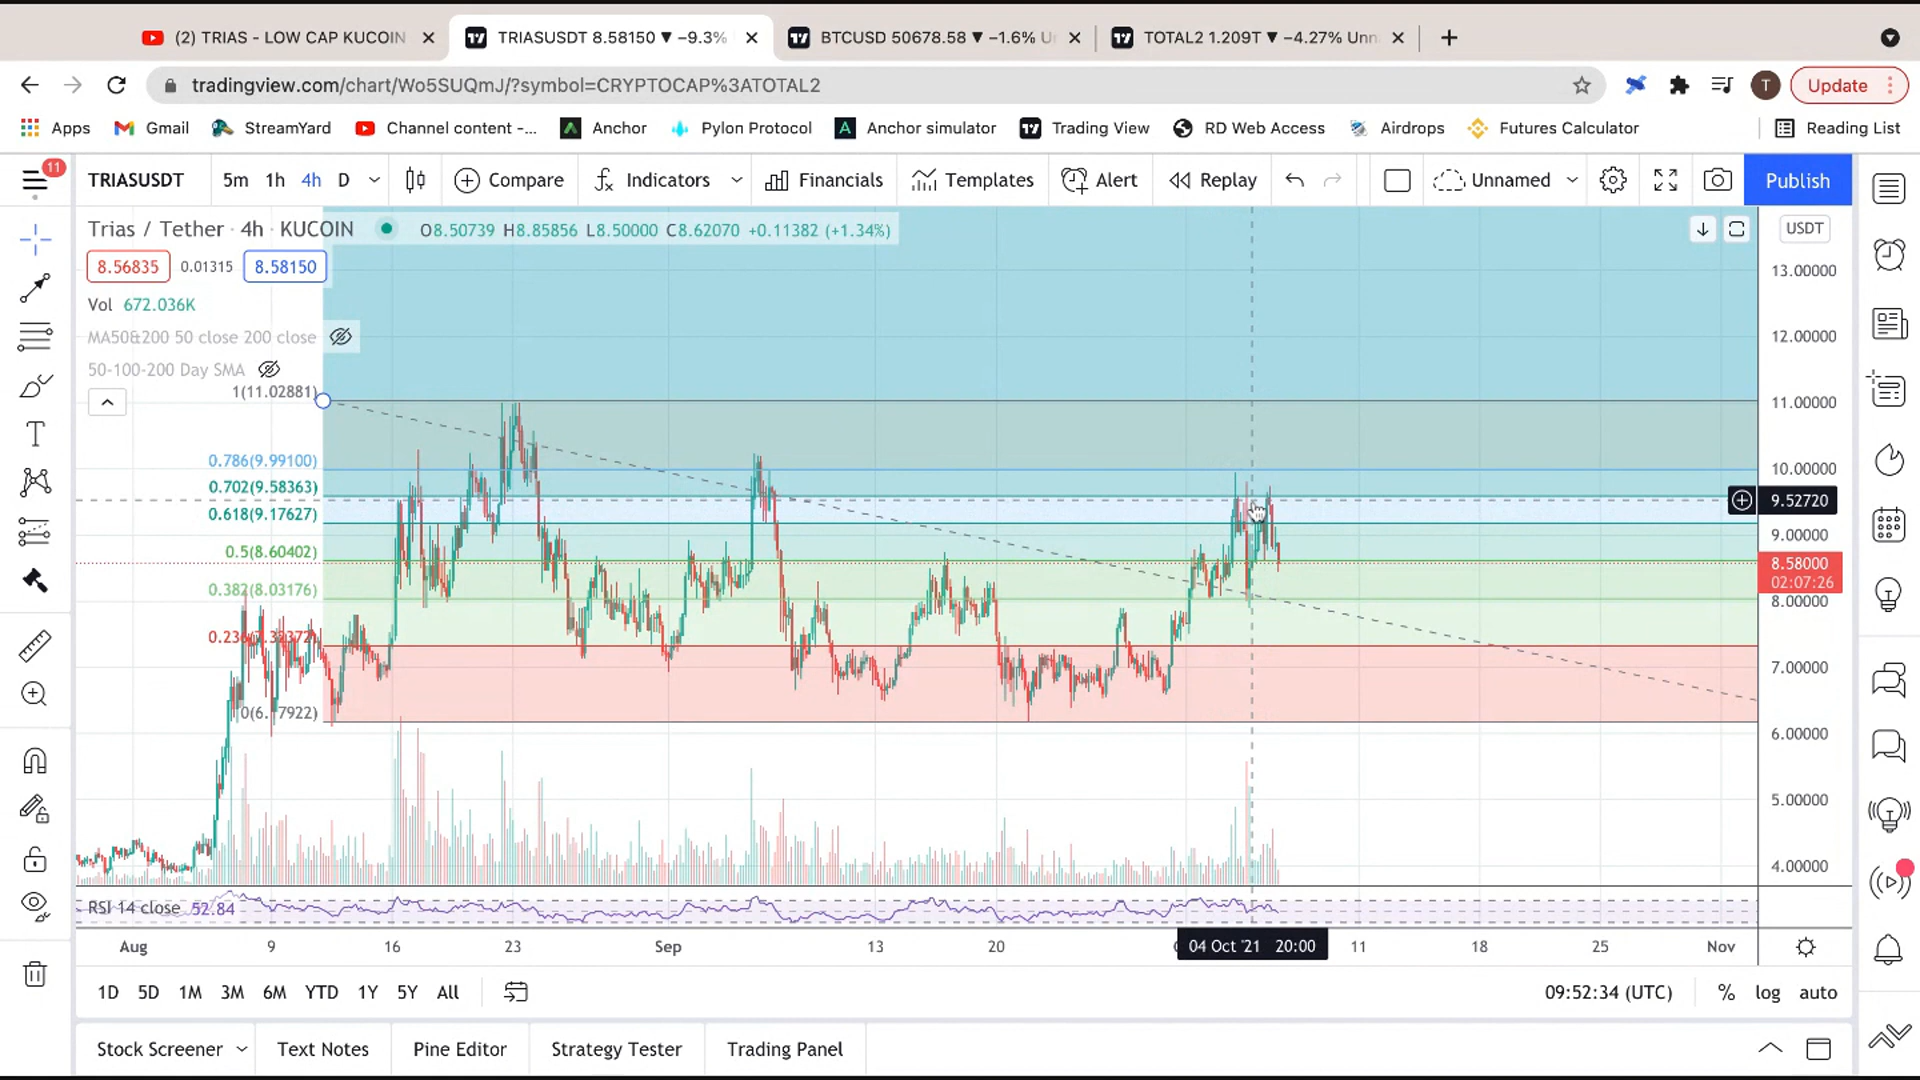 (2) TRIAS - LOW CAP KUCOIN
TRIASUSDT 8.58150 ▼ −9.3%
BTCUSD 50678.58 ▼ −1.6% U
TOTAL2 1.209T ▼ −4.27% Unn
tradingview.com/chart/Wo5SUQmJ/?symbol=CRYPTOCAP%3ATOTAL2
T
Update
Apps
Gmail
StreamYard
Channel content -...
Anchor
Pylon Protocol
Anchor simulator
Trading View
RD Web Access
Airdrops
Futures Calculator
Reading List
11
TRIASUSDT
5m 1h 4h D
Compare
Indicators
Financials
Templates
Alert
Replay
Unnamed
Publish
Trias / Tether · 4h · KUCOIN
O8.50739 H8.85856 L8.50000 C8.62070 +0.11382 (+1.34%)
USDT
8.56835 0.01315 8.58150
Vol 672.036K
MA50&200 50 close 200 close
50-100-200 Day SMA
1(11.02881)
0.786(9.99100)
0.702(9.58363)
0.618(9.17627)
0.5(8.60402)
0.382(8.03176)
13.00000
12.00000
11.00000
10.00000
9.52720
9.00000
8.58000
02:07:26
8.00000
7.00000
6.00000
5.00000
4.00000
RSI 14 close 52.84
Aug 9 16 23 Sep 13 20 04 Oct '21 20:00 11 18 25 Nov
1D 5D 1M 3M 6M YTD 1Y 5Y All
09:52:34 (UTC) % log auto
Stock Screener Text Notes Pine Editor Strategy Tester Trading Panel